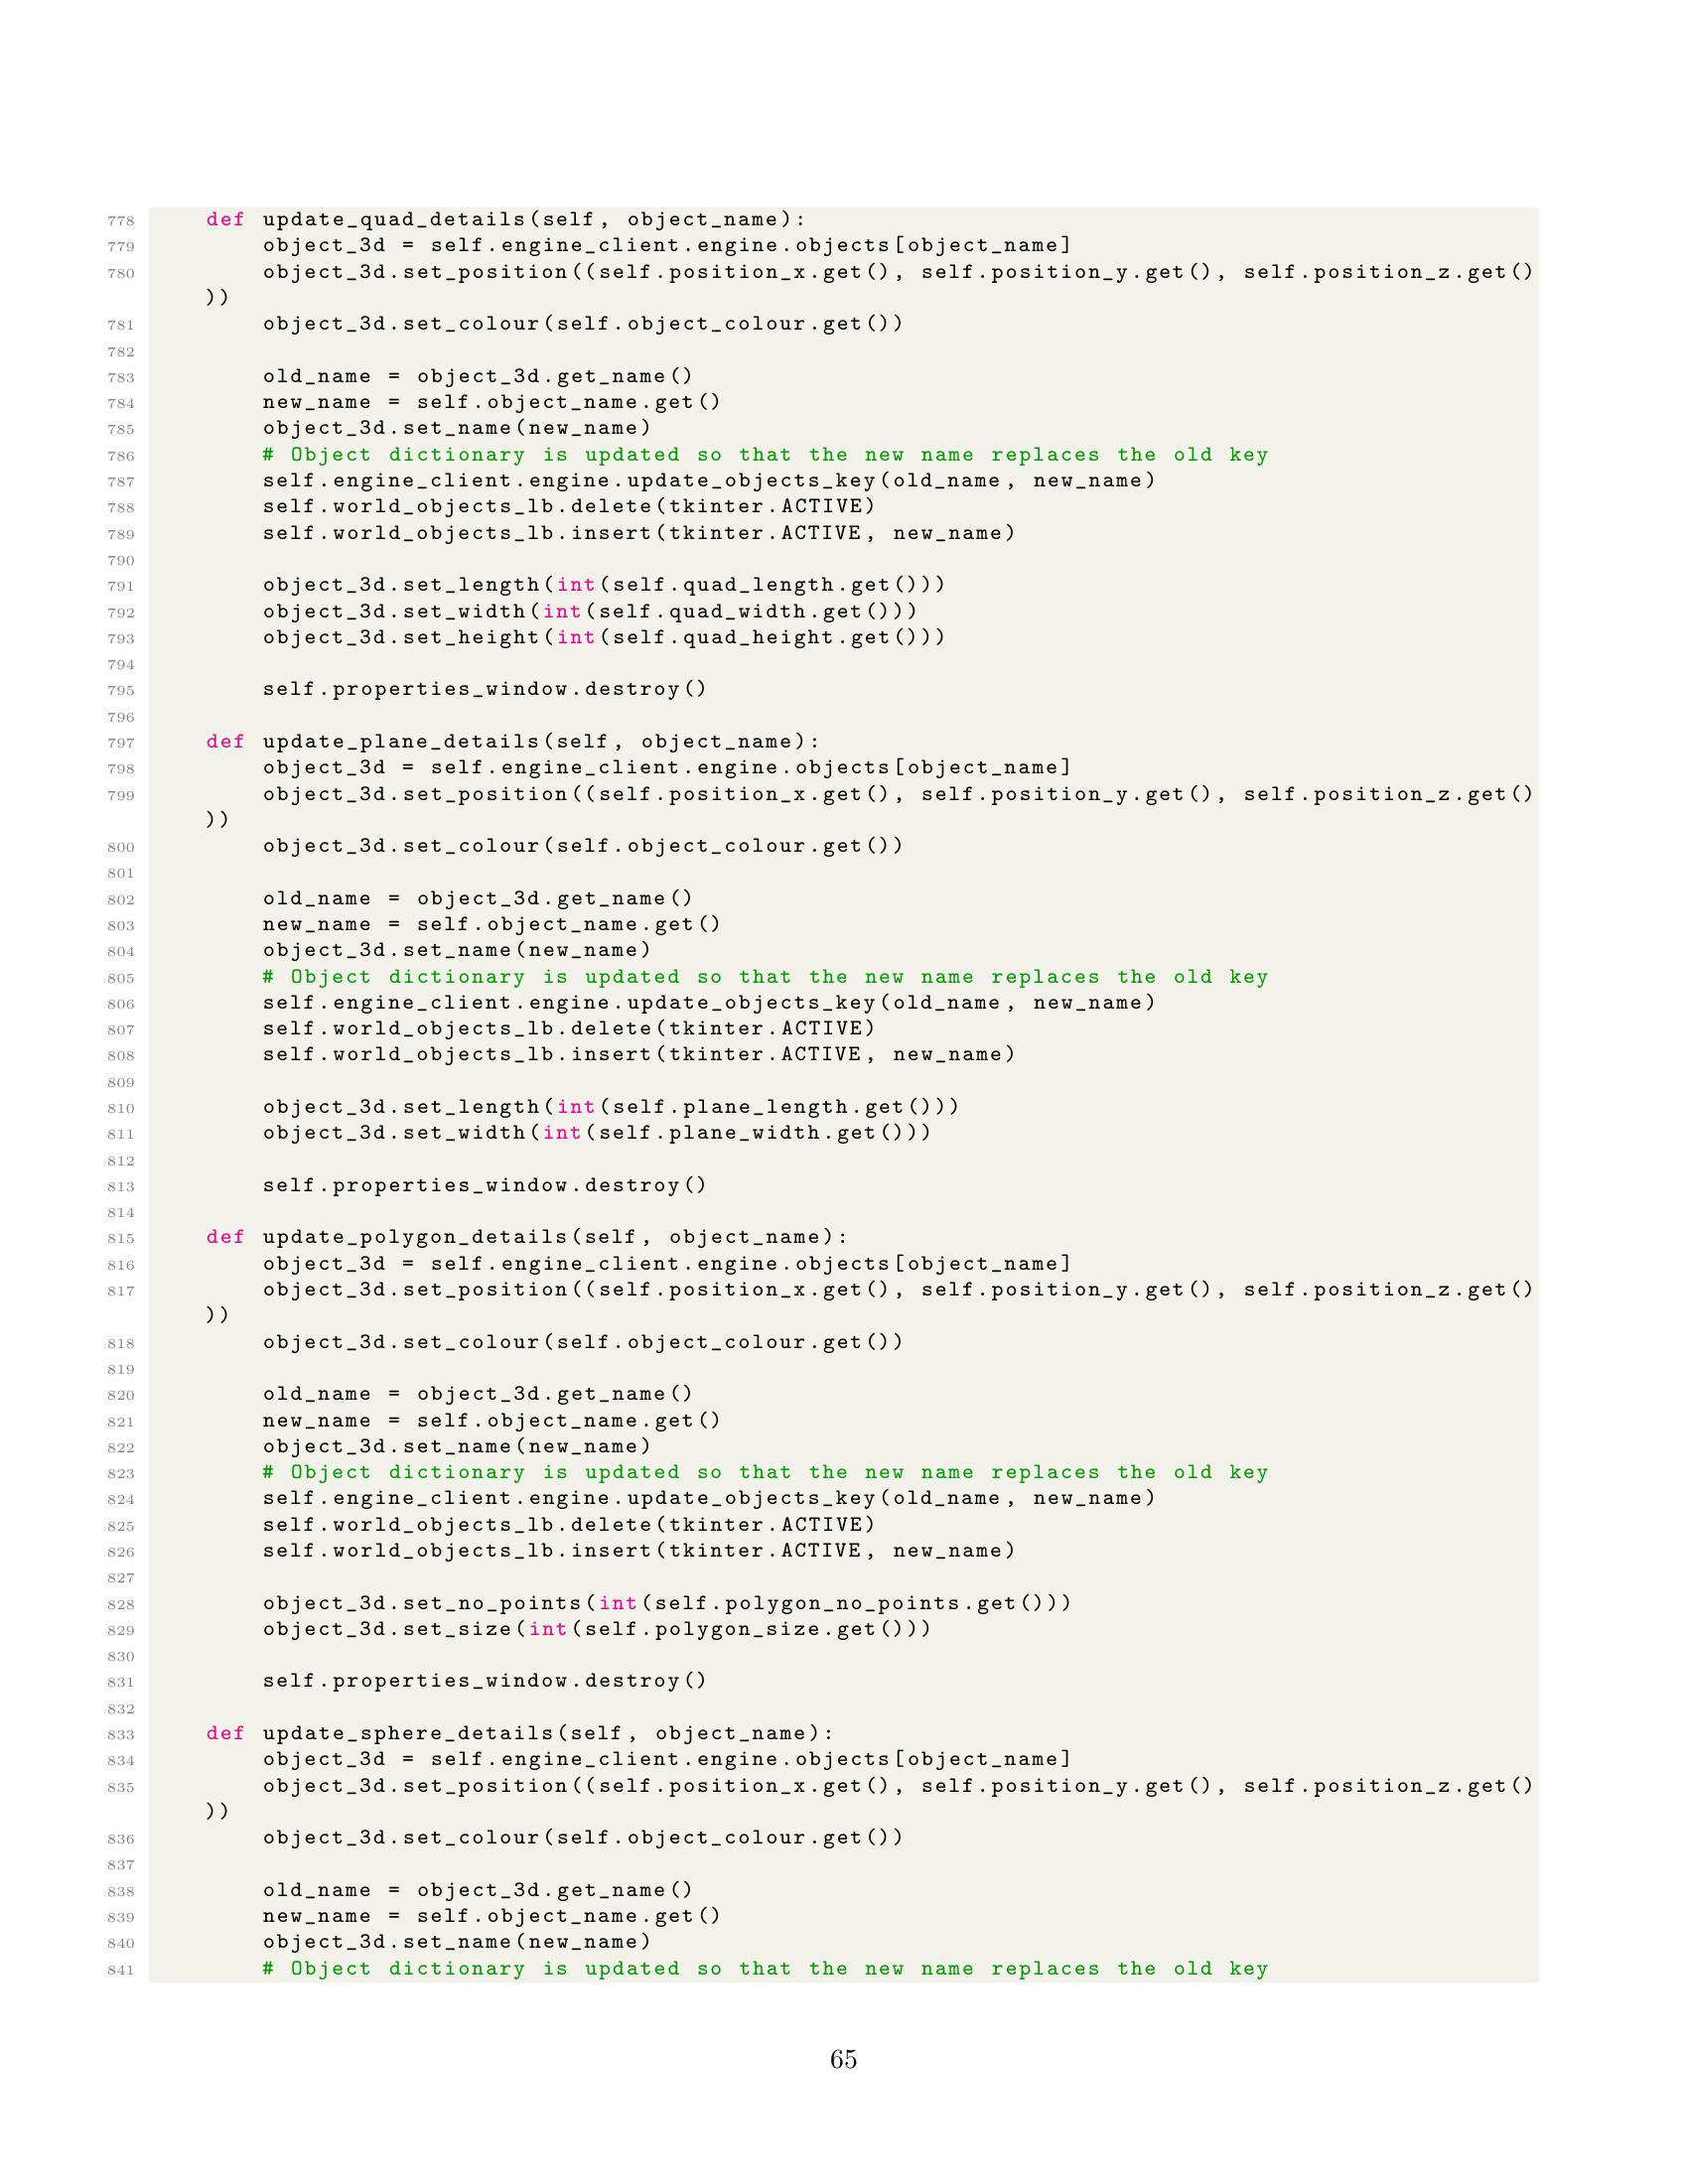 778 def update_quad_details(self, object_name):
779 object_3d = self.engine_client.engine.objects[object_name]
780 object_3d.set_position((self.position_x.get(), self.position_y.get(), self.position_z.get()
))
781 object_3d.set_colour(self.object_colour.get())
782
783 old_name = object_3d.get_name()
784 new_name = self.object_name.get()
785 object_3d.set_name(new_name)
786 # Object dictionary is updated so that the new name replaces the old key
787 self.engine_client.engine.update_objects_key(old_name, new_name)
788 self.world_objects_lb.delete(tkinter.ACTIVE)
789 self.world_objects_lb.insert(tkinter.ACTIVE, new_name)
790
791 object_3d.set_length(int(self.quad_length.get()))
792 object_3d.set_width(int(self.quad_width.get()))
793 object_3d.set_height(int(self.quad_height.get()))
794
795 self.properties_window.destroy()
796
797 def update_plane_details(self, object_name):
798 object_3d = self.engine_client.engine.objects[object_name]
799 object_3d.set_position((self.position_x.get(), self.position_y.get(), self.position_z.get()
))
800 object_3d.set_colour(self.object_colour.get())
801
802 old_name = object_3d.get_name()
803 new_name = self.object_name.get()
804 object_3d.set_name(new_name)
805 # Object dictionary is updated so that the new name replaces the old key
806 self.engine_client.engine.update_objects_key(old_name, new_name)
807 self.world_objects_lb.delete(tkinter.ACTIVE)
808 self.world_objects_lb.insert(tkinter.ACTIVE, new_name)
809
810 object_3d.set_length(int(self.plane_length.get()))
811 object_3d.set_width(int(self.plane_width.get()))
812
813 self.properties_window.destroy()
814
815 def update_polygon_details(self, object_name):
816 object_3d = self.engine_client.engine.objects[object_name]
817 object_3d.set_position((self.position_x.get(), self.position_y.get(), self.position_z.get()
))
818 object_3d.set_colour(self.object_colour.get())
819
820 old_name = object_3d.get_name()
821 new_name = self.object_name.get()
822 object_3d.set_name(new_name)
823 # Object dictionary is updated so that the new name replaces the old key
824 self.engine_client.engine.update_objects_key(old_name, new_name)
825 self.world_objects_lb.delete(tkinter.ACTIVE)
826 self.world_objects_lb.insert(tkinter.ACTIVE, new_name)
827
828 object_3d.set_no_points(int(self.polygon_no_points.get()))
829 object_3d.set_size(int(self.polygon_size.get()))
830
831 self.properties_window.destroy()
832
833 def update_sphere_details(self, object_name):
834 object_3d = self.engine_client.engine.objects[object_name]
835 object_3d.set_position((self.position_x.get(), self.position_y.get(), self.position_z.get()
))
836 object_3d.set_colour(self.object_colour.get())
837
838 old_name = object_3d.get_name()
839 new_name = self.object_name.get()
840 object_3d.set_name(new_name)
841 # Object dictionary is updated so that the new name replaces the old key
65